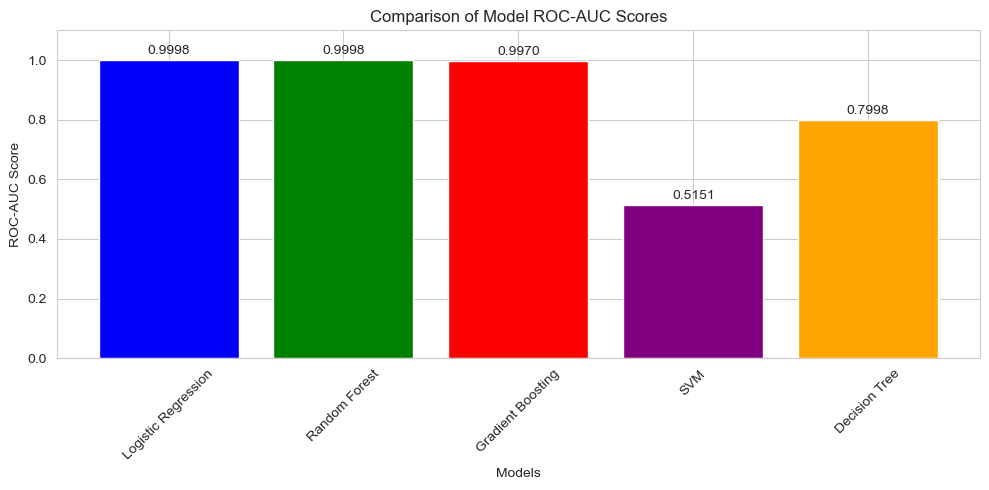 Comparison of Model ROC-AUC Scores
ROC-AUC Score
1.0
0.8
0.6
0.4
0.2
0.0
0.9998
0.9998
0.9970
0.5151
0.7998
Logistic Regression
Random Forest
Gradient Boosting
SVM
Decision Tree
Models